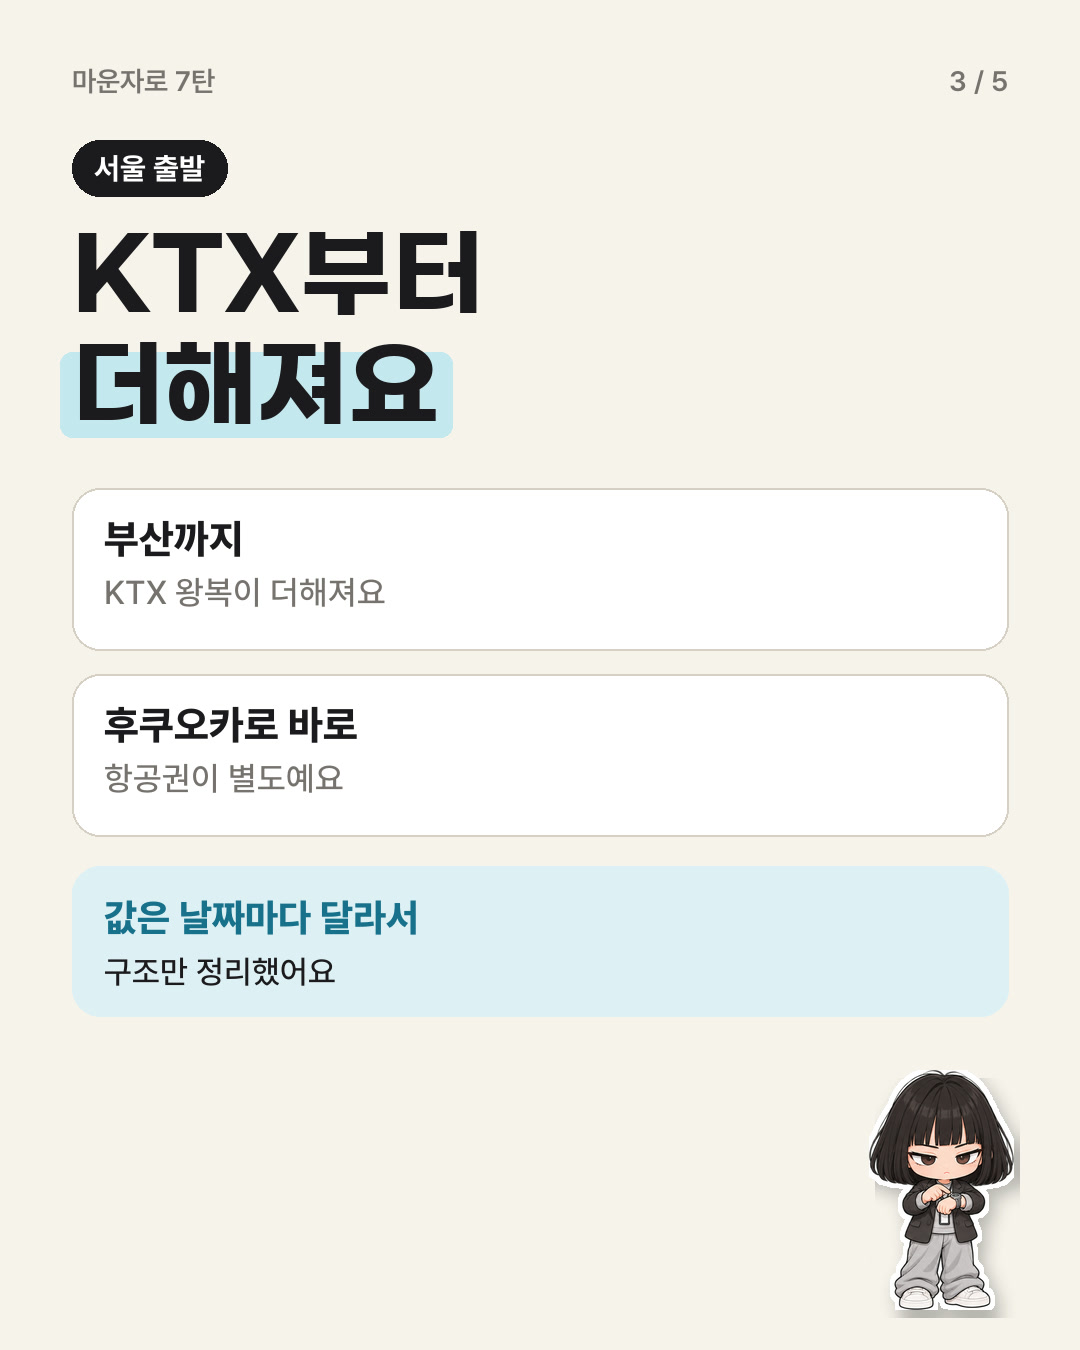 마운자로 7탄
3 / 5
서울 출발
KTX부터
더해져요
부산까지
KTX 왕복이 더해져요
후쿠오카로 바로
항공권이 별도예요
값은 날짜마다 달라서
구조만 정리했어요